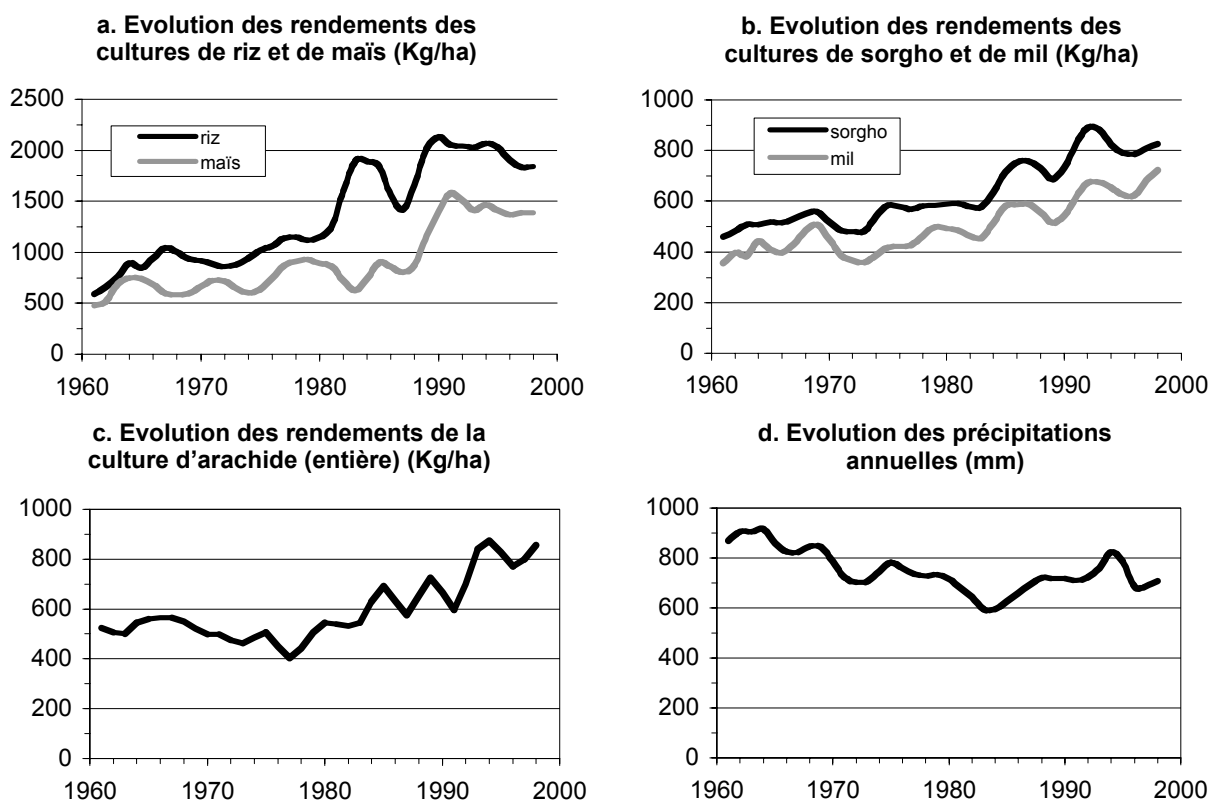 a. Evolution des rendements des
cultures de riz et de maïs (Kg/ha)
2500
2000
1500
1000
500
0
riz
maïs
1960 1970 1980 1990 2000
b. Evolution des rendements des
cultures de sorgho et de mil (Kg/ha)
1000
800
600
400
200
0
sorgho
mil
1960 1970 1980 1990 2000
c. Evolution des rendements de la
culture d'arachide (entière) (Kg/ha)
1000
800
600
400
200
0
1960 1970 1980 1990 2000
d. Evolution des précipitations
annuelles (mm)
1000
800
600
400
200
0
1960 1970 1980 1990 2000